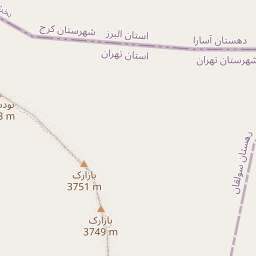 شهرستان کرج
استان البرز
دهستان آسارا
استان تهران
شهرستان تهران
دهستان سولقان
بازارک
3751 m
بازارک
3749 m